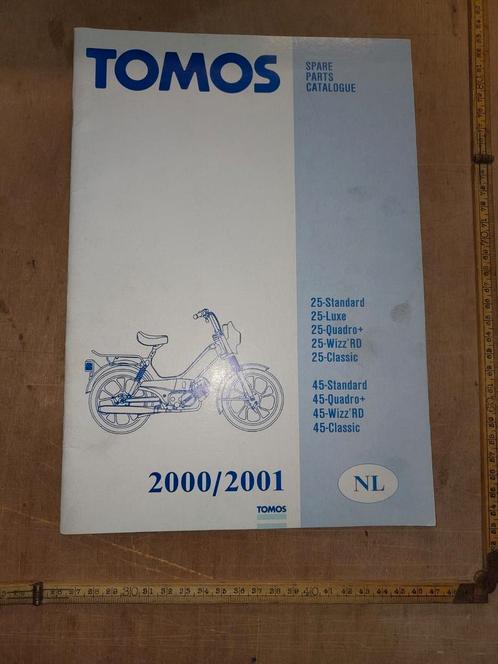 TOMOS
SPARE
PARTS
CATALOGUE
25-Standard
25-Luxe
25-Quadro+
25-Wizz'RD
25-Classic
45-Standard
45-Quadro+
45-Wizz'RD
45-Classic
2000/2001
NL
TOMOS